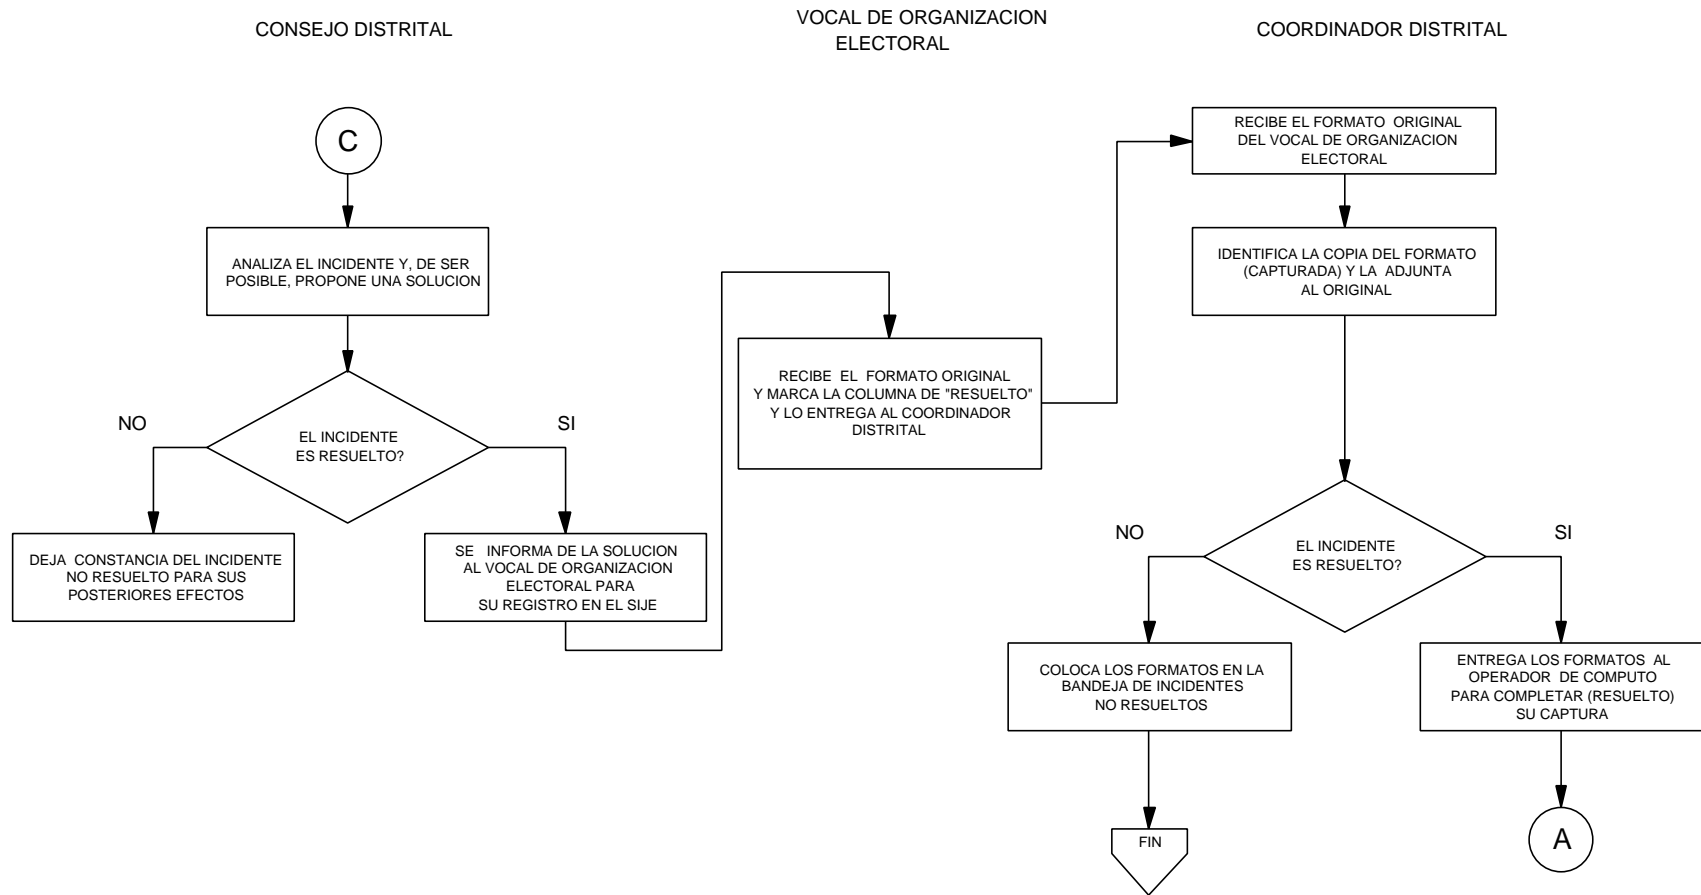 CONSEJO DISTRITAL
VOCAL DE ORGANIZACION
ELECTORAL
COORDINADOR DISTRITAL
C
ANALIZA EL INCIDENTE Y, DE SER
POSIBLE, PROPONE UNA SOLUCION
NO
SI
EL INCIDENTE
ES RESUELTO?
DEJA CONSTANCIA DEL INCIDENTE
NO RESUELTO PARA SUS
POSTERIORES EFECTOS
SE INFORMA DE LA SOLUCION
AL VOCAL DE ORGANIZACION
ELECTORAL PARA
SU REGISTRO EN EL SIJE
RECIBE EL FORMATO ORIGINAL
Y MARCA LA COLUMNA DE "RESUELTO"
Y LO ENTREGA AL COORDINADOR
DISTRITAL
RECIBE EL FORMATO ORIGINAL
DEL VOCAL DE ORGANIZACION
ELECTORAL
IDENTIFICA LA COPIA DEL FORMATO
(CAPTURADA) Y LA ADJUNTA
AL ORIGINAL
NO
SI
EL INCIDENTE
ES RESUELTO?
COLOCA LOS FORMATOS EN LA
BANDEJA DE INCIDENTES
NO RESUELTOS
ENTREGA LOS FORMATOS AL
OPERADOR DE COMPUTO
PARA COMPLETAR (RESUELTO)
SU CAPTURA
FIN
A